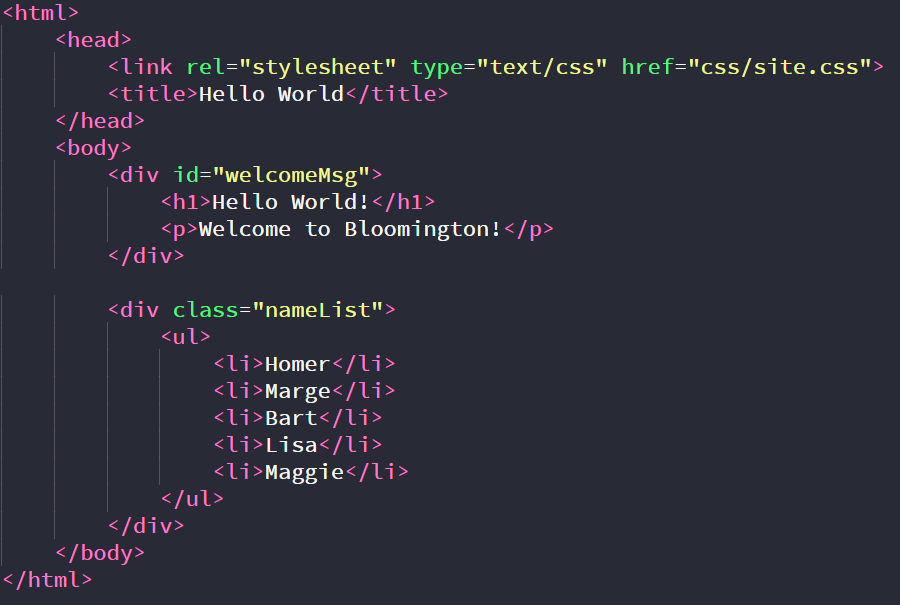 <html>
    <head>
        <link rel="stylesheet" type="text/css" href="css/site.css">
        <title>Hello World</title>
    </head>
    <body>
        <div id="welcomeMsg">
            <h1>Hello World!</h1>
            <p>Welcome to Bloomington!</p>
        </div>

        <div class="nameList">
            <ul>
                <li>Homer</li>
                <li>Marge</li>
                <li>Bart</li>
                <li>Lisa</li>
                <li>Maggie</li>
            </ul>
        </div>
    </body>
</html>